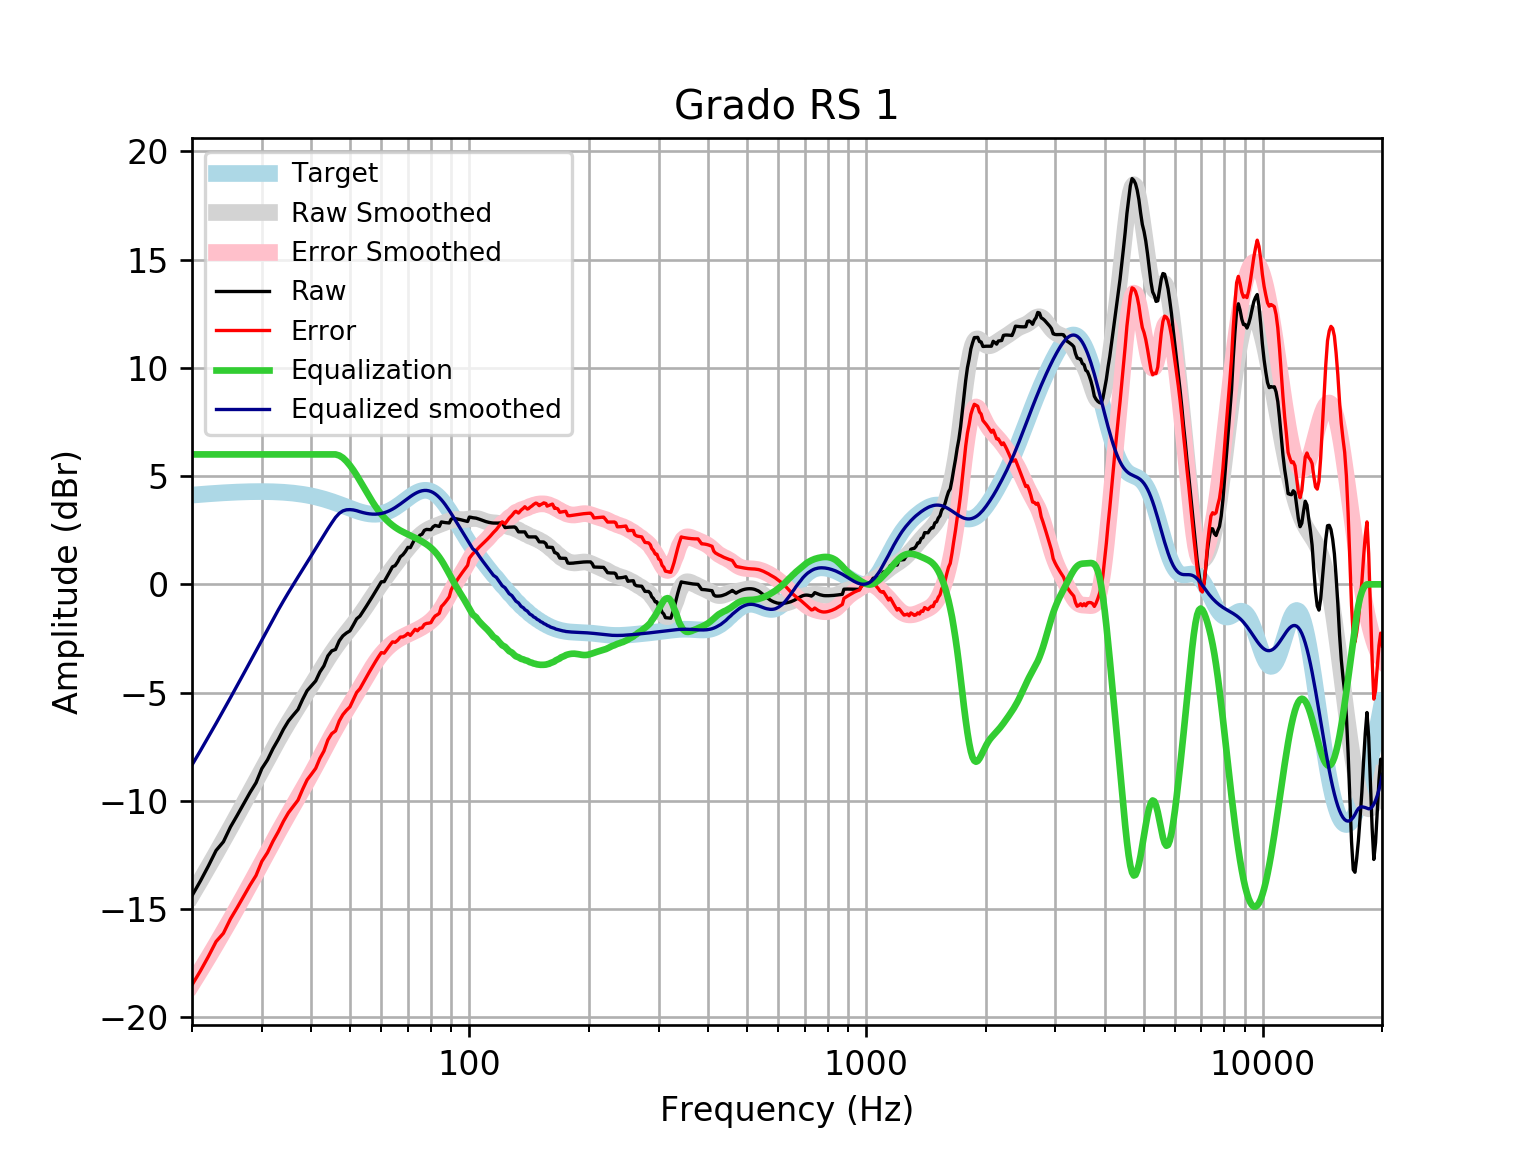 Grado RS 1
20
15
10
5
0
−5
−10
−15
−20
Amplitude (dBr)
Target
Raw Smoothed
Error Smoothed
Raw
Error
Equalization
Equalized smoothed
100
1000
10000
Frequency (Hz)